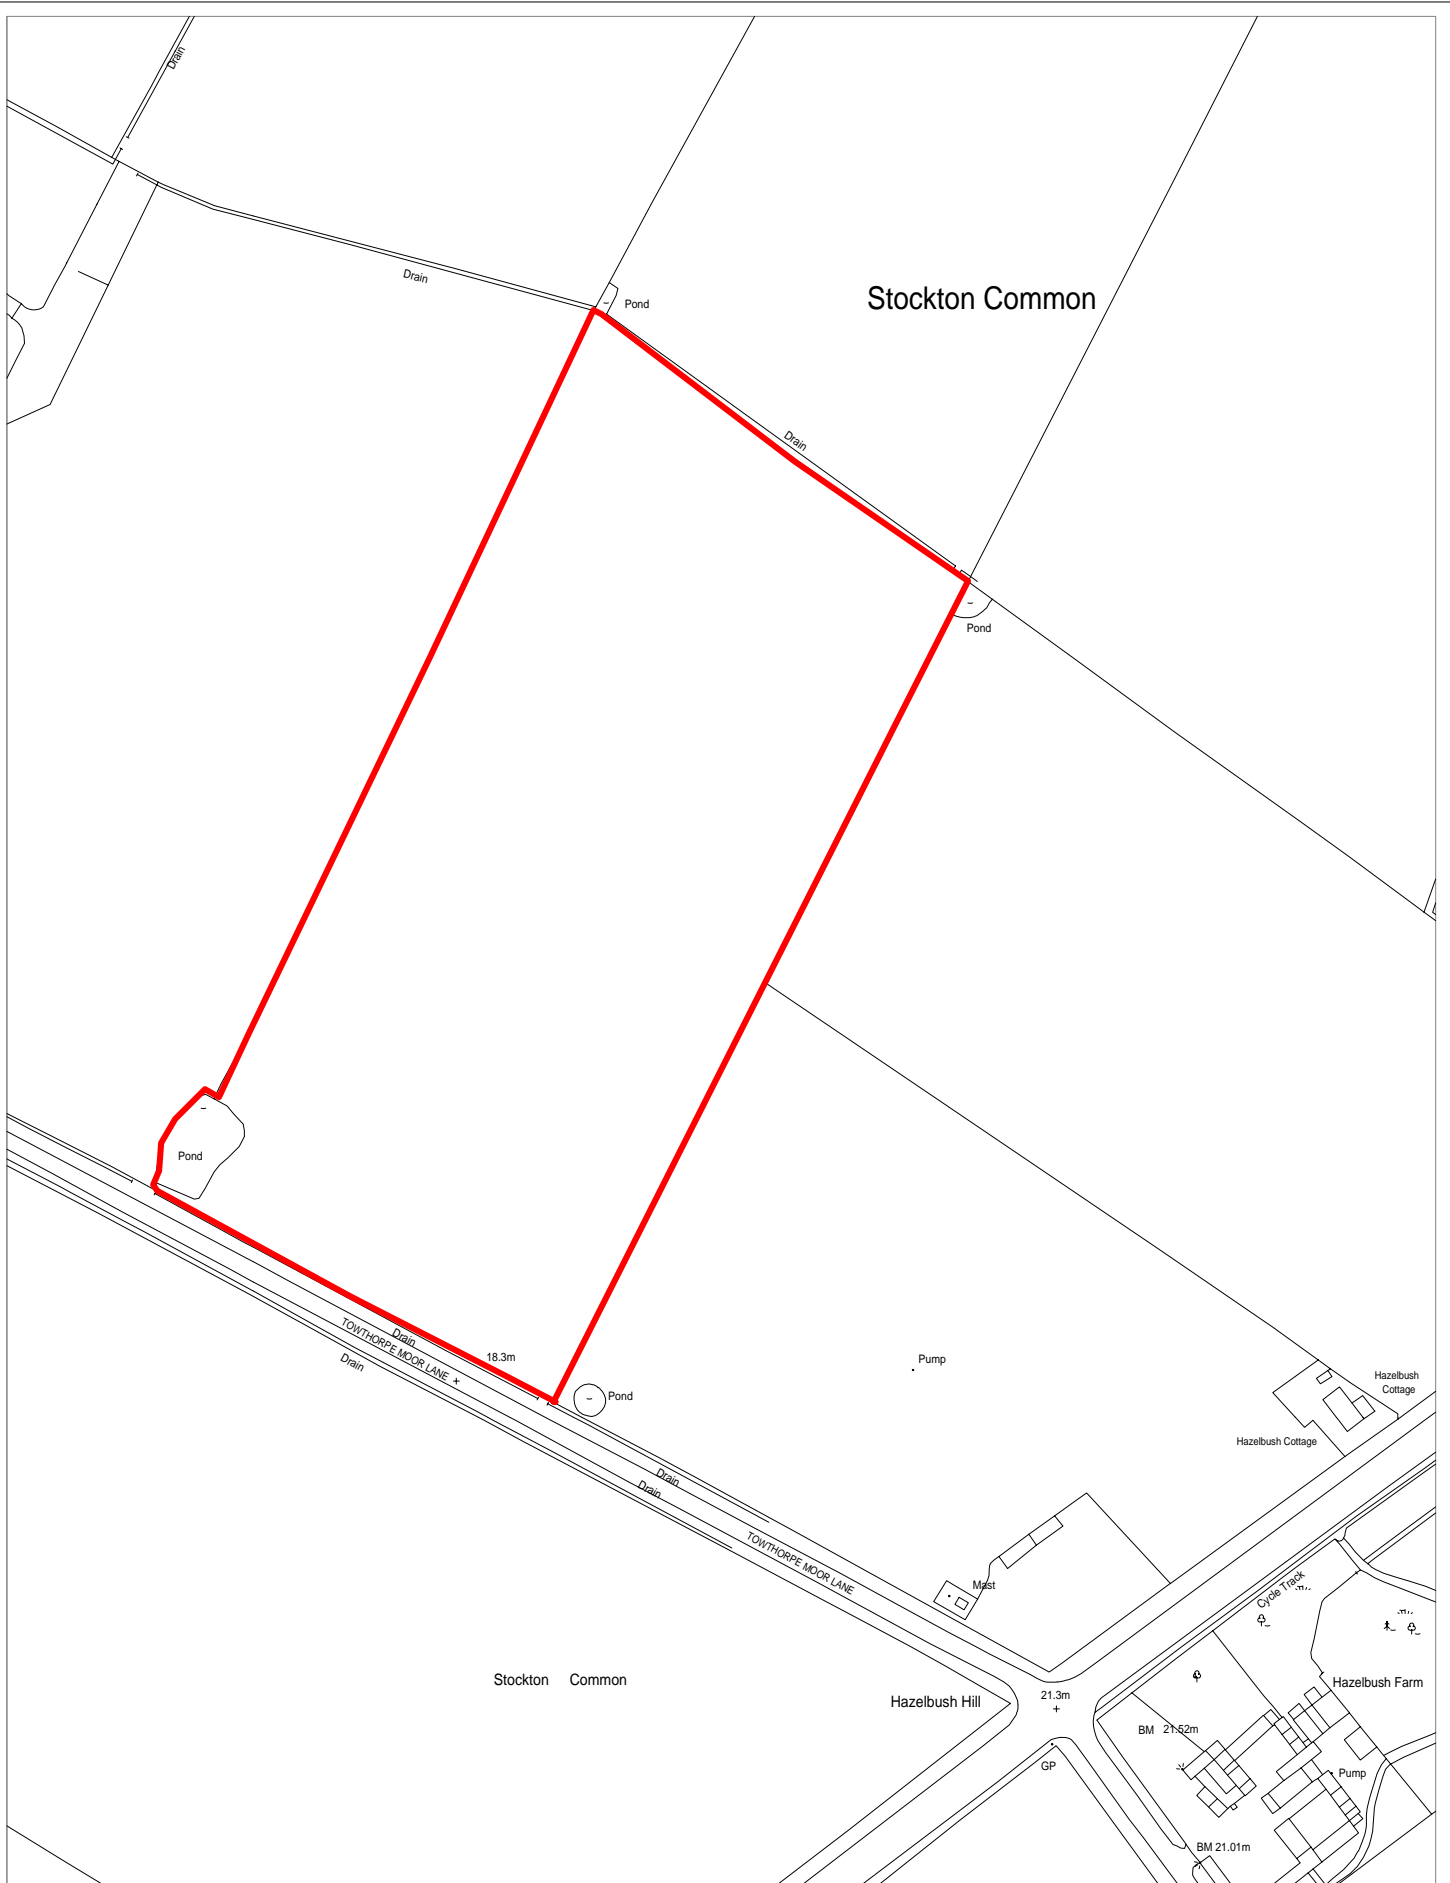 Drain
Drain
Pond
Stockton Common
Drain
Pond
Pond
Drain
TOWTHORPE MOOR LANE
Drain
18.3m
Pond
Pump
Hazelbush
Cottage
Hazelbush Cottage
Drain
Drain
TOWTHORPE MOOR LANE
Mast
Cycle Track
Stockton Common
Hazelbush Hill
21.3m
Hazelbush Farm
BM 21.52m
GP
Pump
BM 21.01m